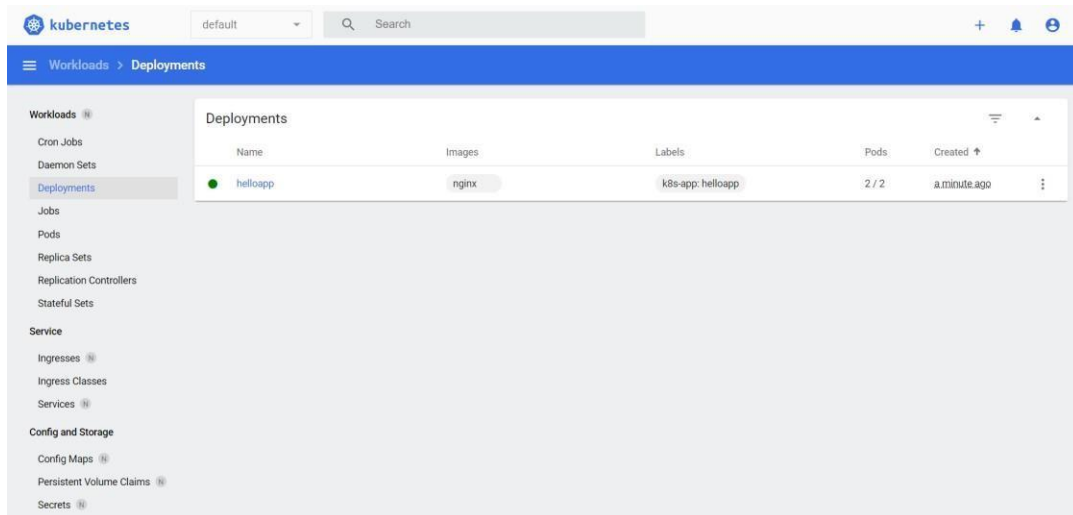 kubernetes
default
Search
Workloads > Deployments
Workloads N
Cron Jobs
Daemon Sets
Deployments
Jobs
Pods
Replica Sets
Replication Controllers
Stateful Sets
Service
Ingresses N
Ingress Classes
Services N
Config and Storage
Config Maps N
Persistent Volume Claims N
Secrets N
Deployments
Name Images Labels Pods Created
helloapp nginx k8s-app: helloapp 2 / 2 a minute ago